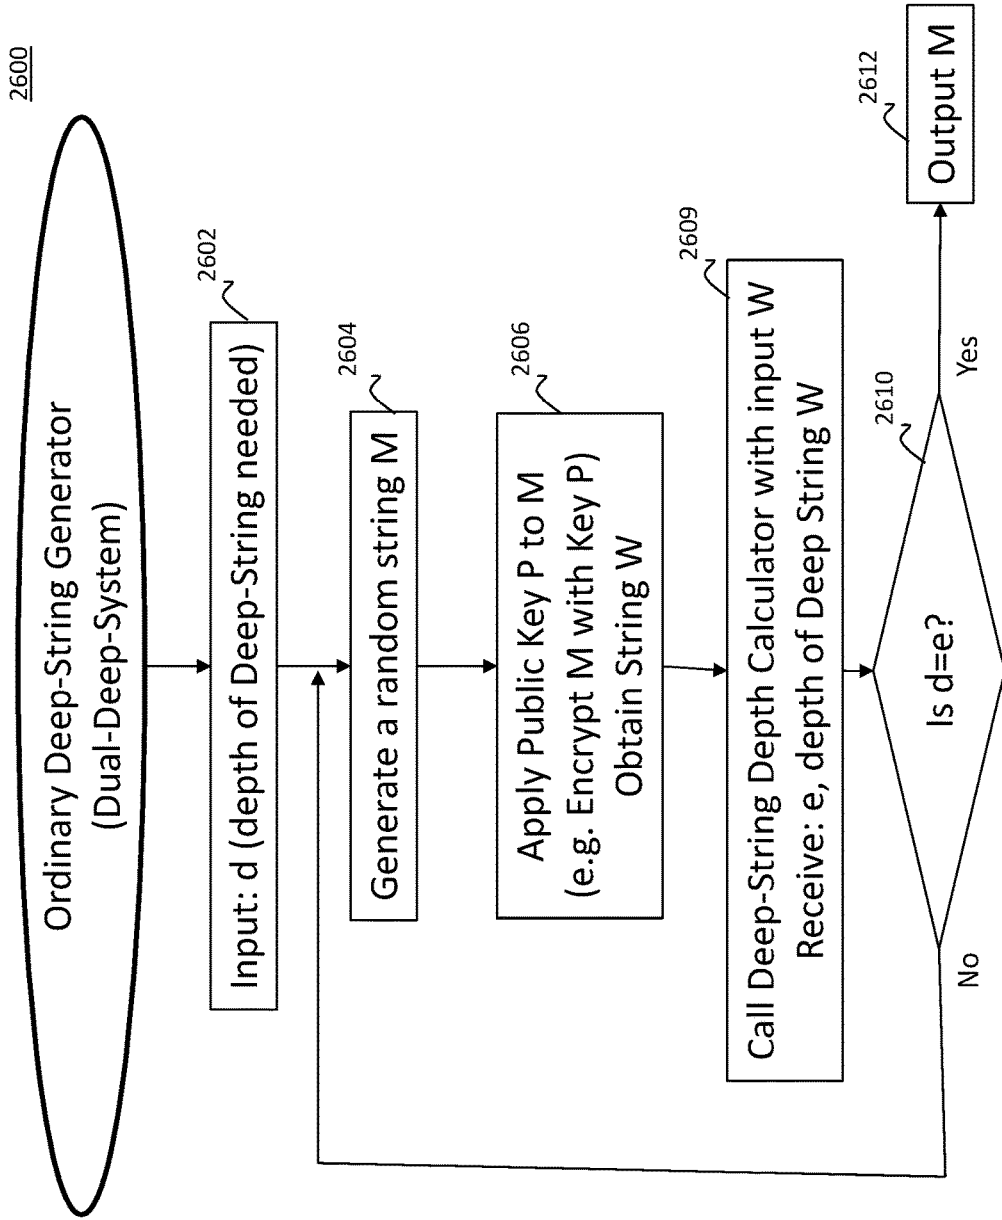 2600
Ordinary Deep-String Generator
(Dual-Deep-System)
2602
Input: d (depth of Deep-String needed)
2604
Generate a random string M
2606
Apply Public Key P to M
(e.g. Encrypt M with Key P)
Obtain String W
2609
Call Deep-String Depth Calculator with input W
Receive: e, depth of Deep String W
2610
Is d=e?
No
Yes
2612
Output M